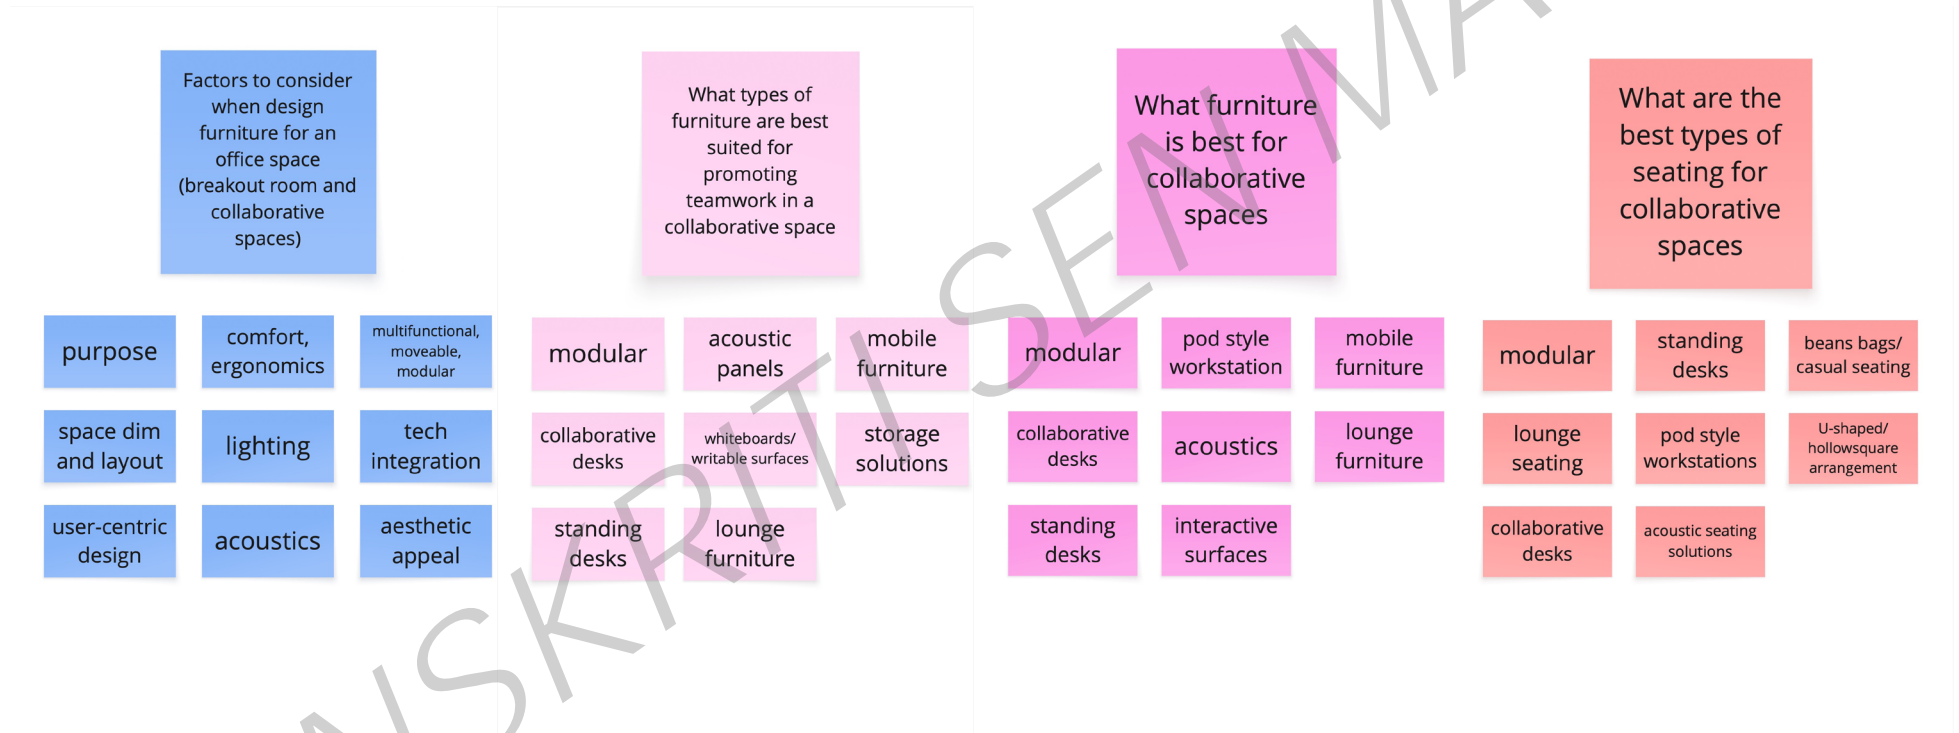 Factors to consider
when design
furniture for an
office space
(breakout room and
collaborative
spaces)
purpose
comfort,
ergonomics
multifunctional,
moveable,
modular
space dim
and layout
lighting
tech
integration
user-centric
design
acoustics
aesthetic
appeal
What types of
furniture are best
suited for
promoting
teamwork in a
collaborative space
modular
acoustic
panels
mobile
furniture
collaborative
desks
whiteboards/
writable surfaces
storage
solutions
standing
desks
lounge
furniture
What furniture
is best for
collaborative
spaces
modular
pod style
workstation
mobile
furniture
collaborative
desks
acoustics
lounge
furniture
standing
desks
interactive
surfaces
What are the
best types of
seating for
collaborative
spaces
modular
standing
desks
beans bags/
casual seating
lounge
seating
pod style
workstations
U-shaped/
hollowsquare
arrangement
collaborative
desks
acoustic seating
solutions
NSKRITI SEN MA